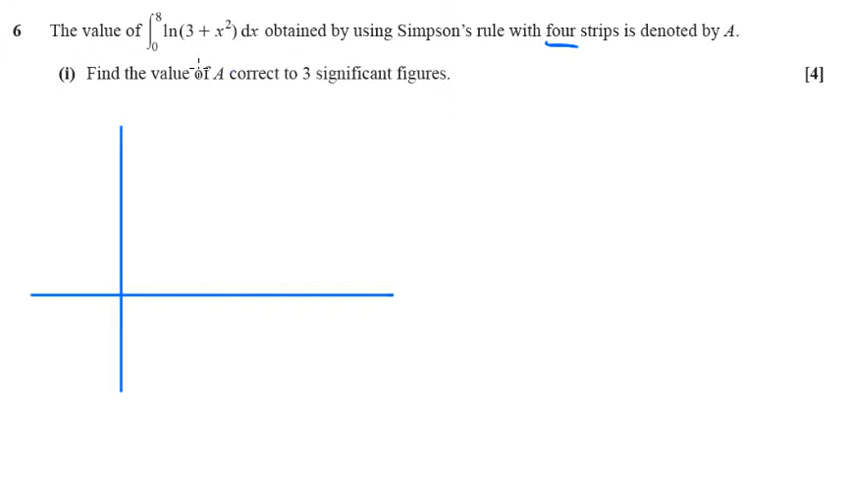 6 The value of ∫₀⁸ ln(3 + x²) dx obtained by using Simpson's rule with four strips is denoted by A.
(i) Find the value of A correct to 3 significant figures. [4]